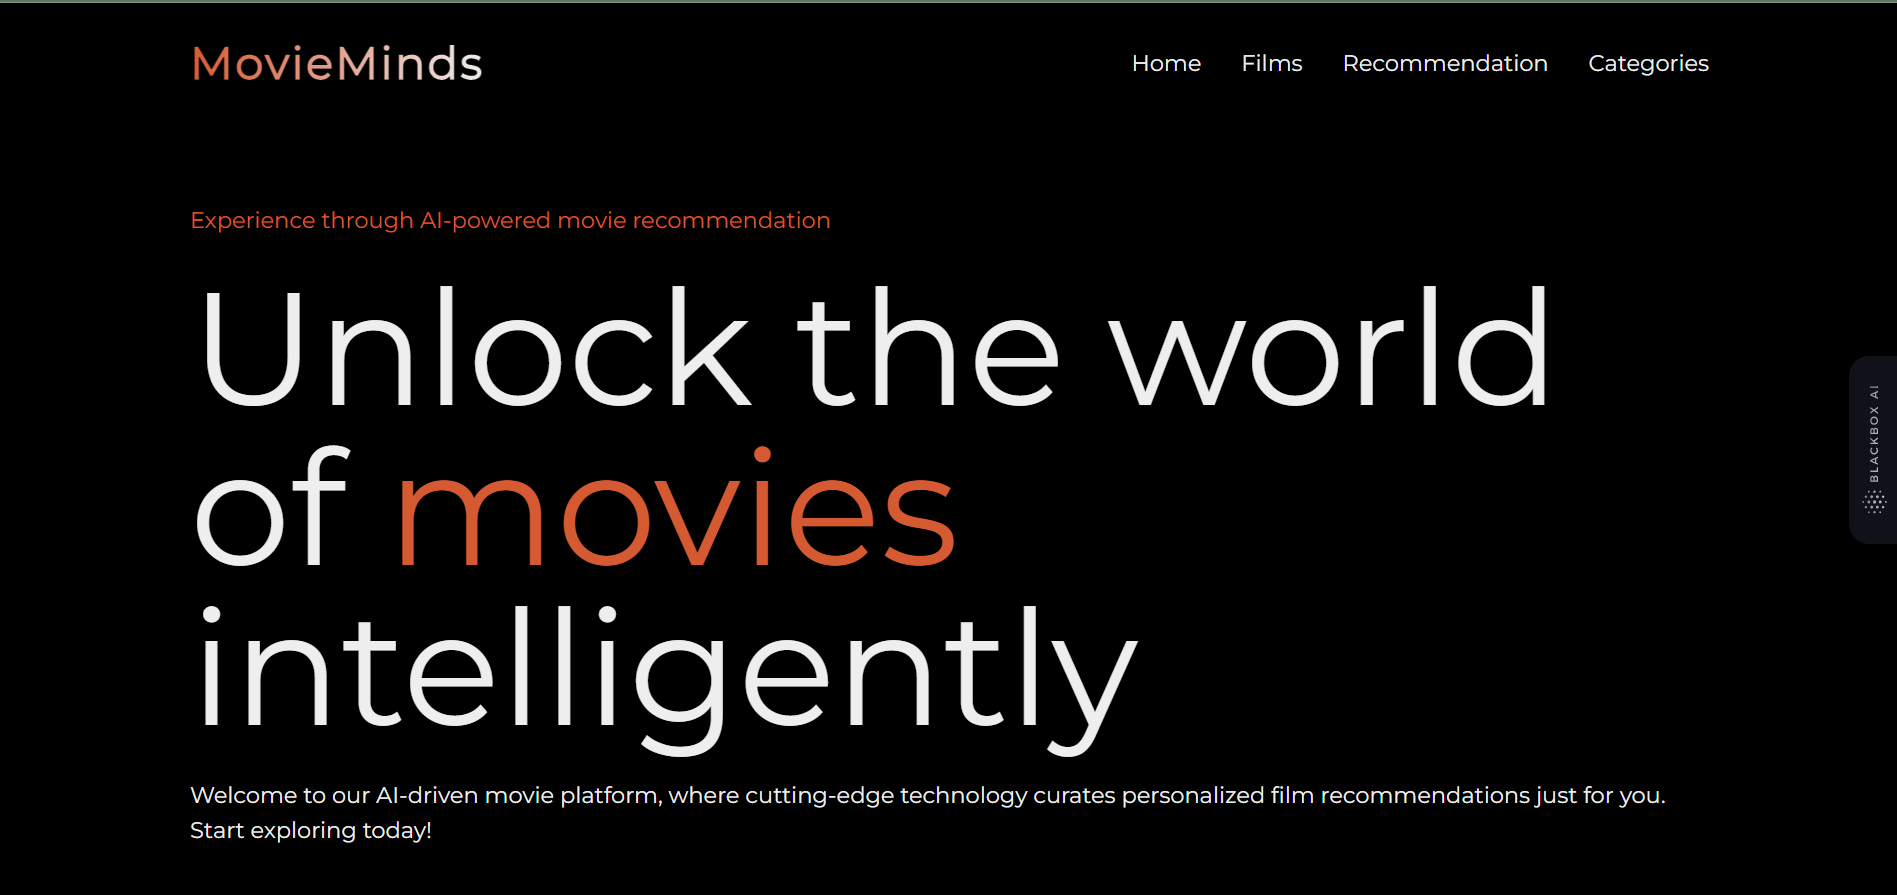 MovieMinds
Home Films Recommendation Categories
Experience through AI-powered movie recommendation
Unlock the world
of movies
intelligently
Welcome to our AI-driven movie platform, where cutting-edge technology curates personalized film recommendations just for you.
Start exploring today!
BLACKBOX AI